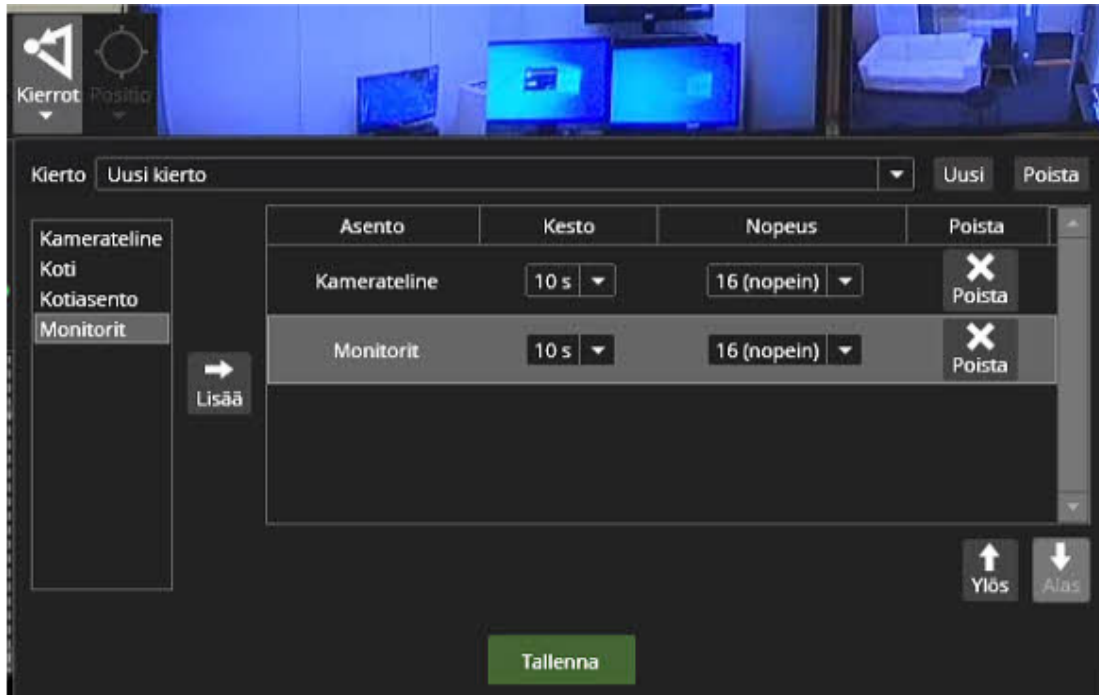 Kierrot Positio
Kierto Uusi kierto Uusi Poista
Kamerateline
Koti
Kotiasento
Monitorit
Lisää
Asento Kesto Nopeus Poista
Kamerateline 10 s 16 (nopein) Poista
Monitorit 10 s 16 (nopein) Poista
Ylös Alas
Tallenna